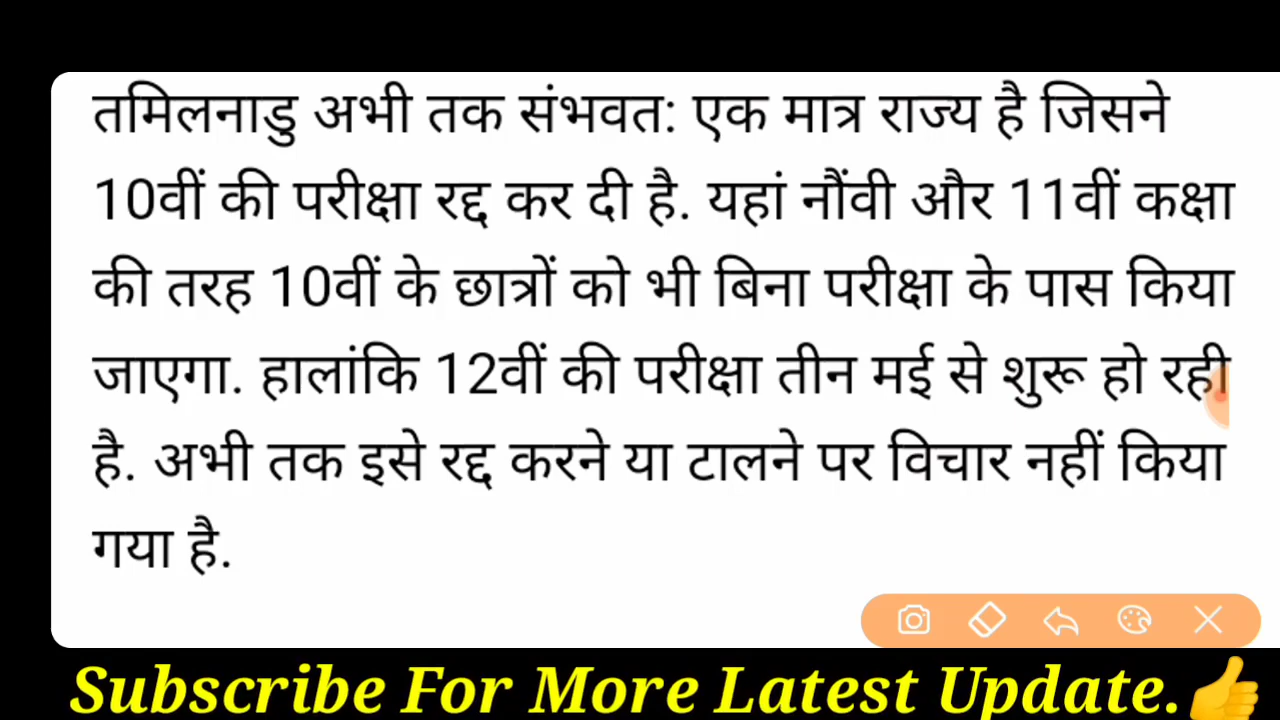 तमिलनाडु अभी तक संभवत: एक मात्र राज्य है जिसने
10वीं की परीक्षा रद्द कर दी है. यहां नौंवी और 11वीं कक्षा
की तरह 10वीं के छात्रों को भी बिना परीक्षा के पास किया
जाएगा. हालांकि 12वीं की परीक्षा तीन मई से शुरू हो रही
है. अभी तक इसे रद्द करने या टालने पर विचार नहीं किया
गया है.
Subscribe For More Latest Update.👍